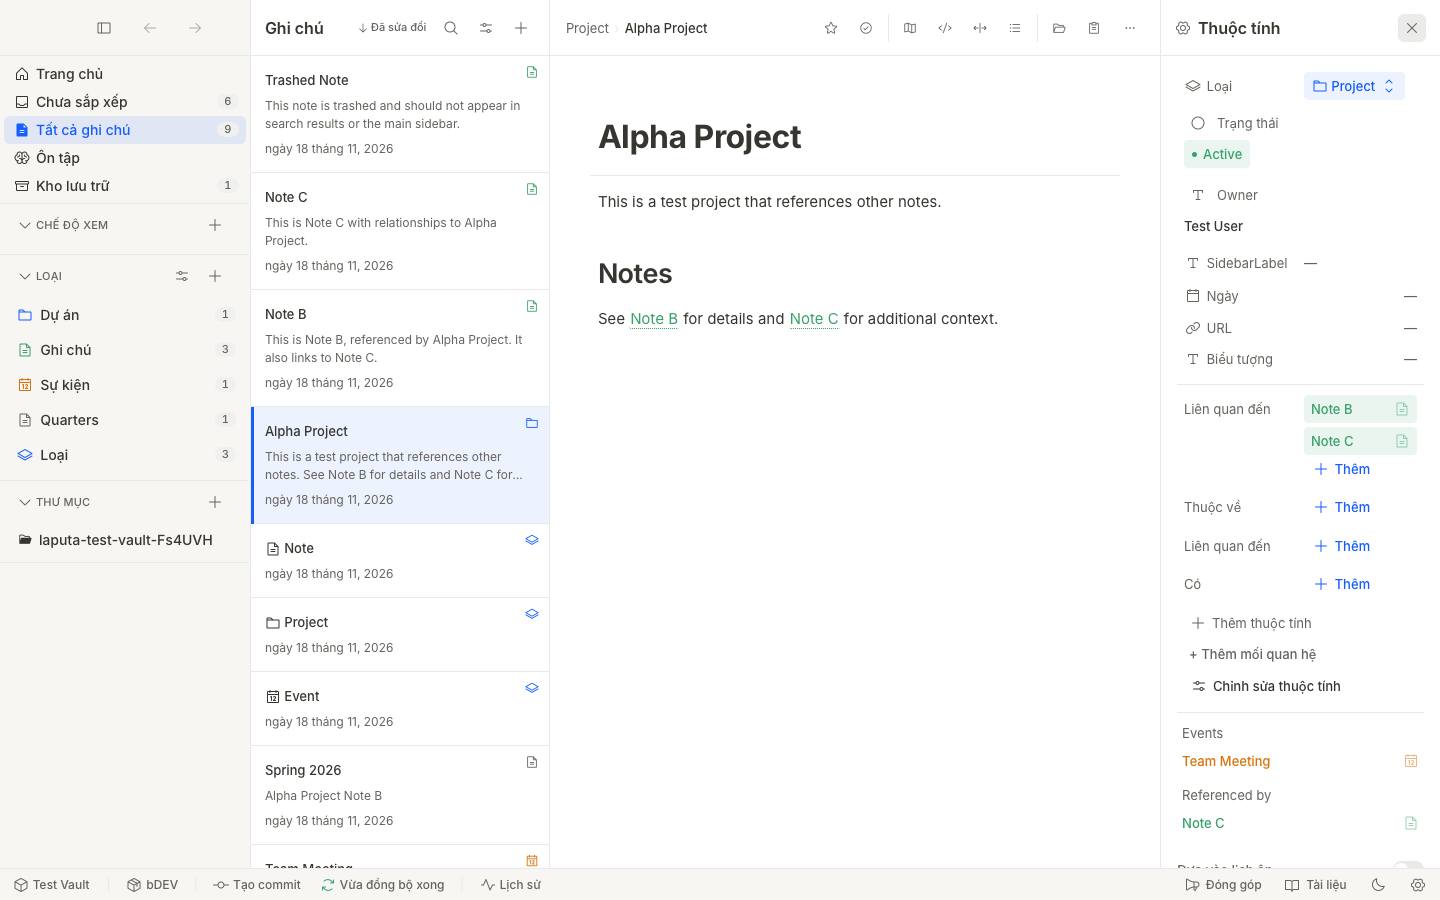 Trang chủ
Chưa sắp xếp 6
Tất cả ghi chú 9
Ôn tập
Kho lưu trữ 1
CHẾ ĐỘ XEM
LOẠI
Dự án 1
Ghi chú 3
Sự kiện 1
Quarters 1
Loại 3
THƯ MỤC
laputa-test-vault-Fs4UVH
Ghi chú
Đã sửa đổi
Trashed Note
This note is trashed and should not appear in
search results or the main sidebar.
ngày 18 tháng 11, 2026
Note C
This is Note C with relationships to Alpha
Project.
ngày 18 tháng 11, 2026
Note B
This is Note B, referenced by Alpha Project. It
also links to Note C.
ngày 18 tháng 11, 2026
Alpha Project
This is a test project that references other
notes. See Note B for details and Note C for...
ngày 18 tháng 11, 2026
Note
ngày 18 tháng 11, 2026
Project
ngày 18 tháng 11, 2026
Event
ngày 18 tháng 11, 2026
Spring 2026
Alpha Project Note B
ngày 18 tháng 11, 2026
Team Meeting
Project › Alpha Project
Alpha Project
This is a test project that references other notes.
Notes
See Note B for details and Note C for additional context.
Thuộc tính
Loại Project
Trạng thái
• Active
Owner
Test User
SidebarLabel —
Ngày —
URL —
Biểu tượng —
Liên quan đến Note B
Note C
Thêm
Thuộc về Thêm
Liên quan đến Thêm
Có Thêm
Thêm thuộc tính
+ Thêm mối quan hệ
Chỉnh sửa thuộc tính
Events
Team Meeting
Referenced by
Note C
Test Vault
bDEV
Tạo commit
Vừa đồng bộ xong
Lịch sử
Đóng góp
Tài liệu